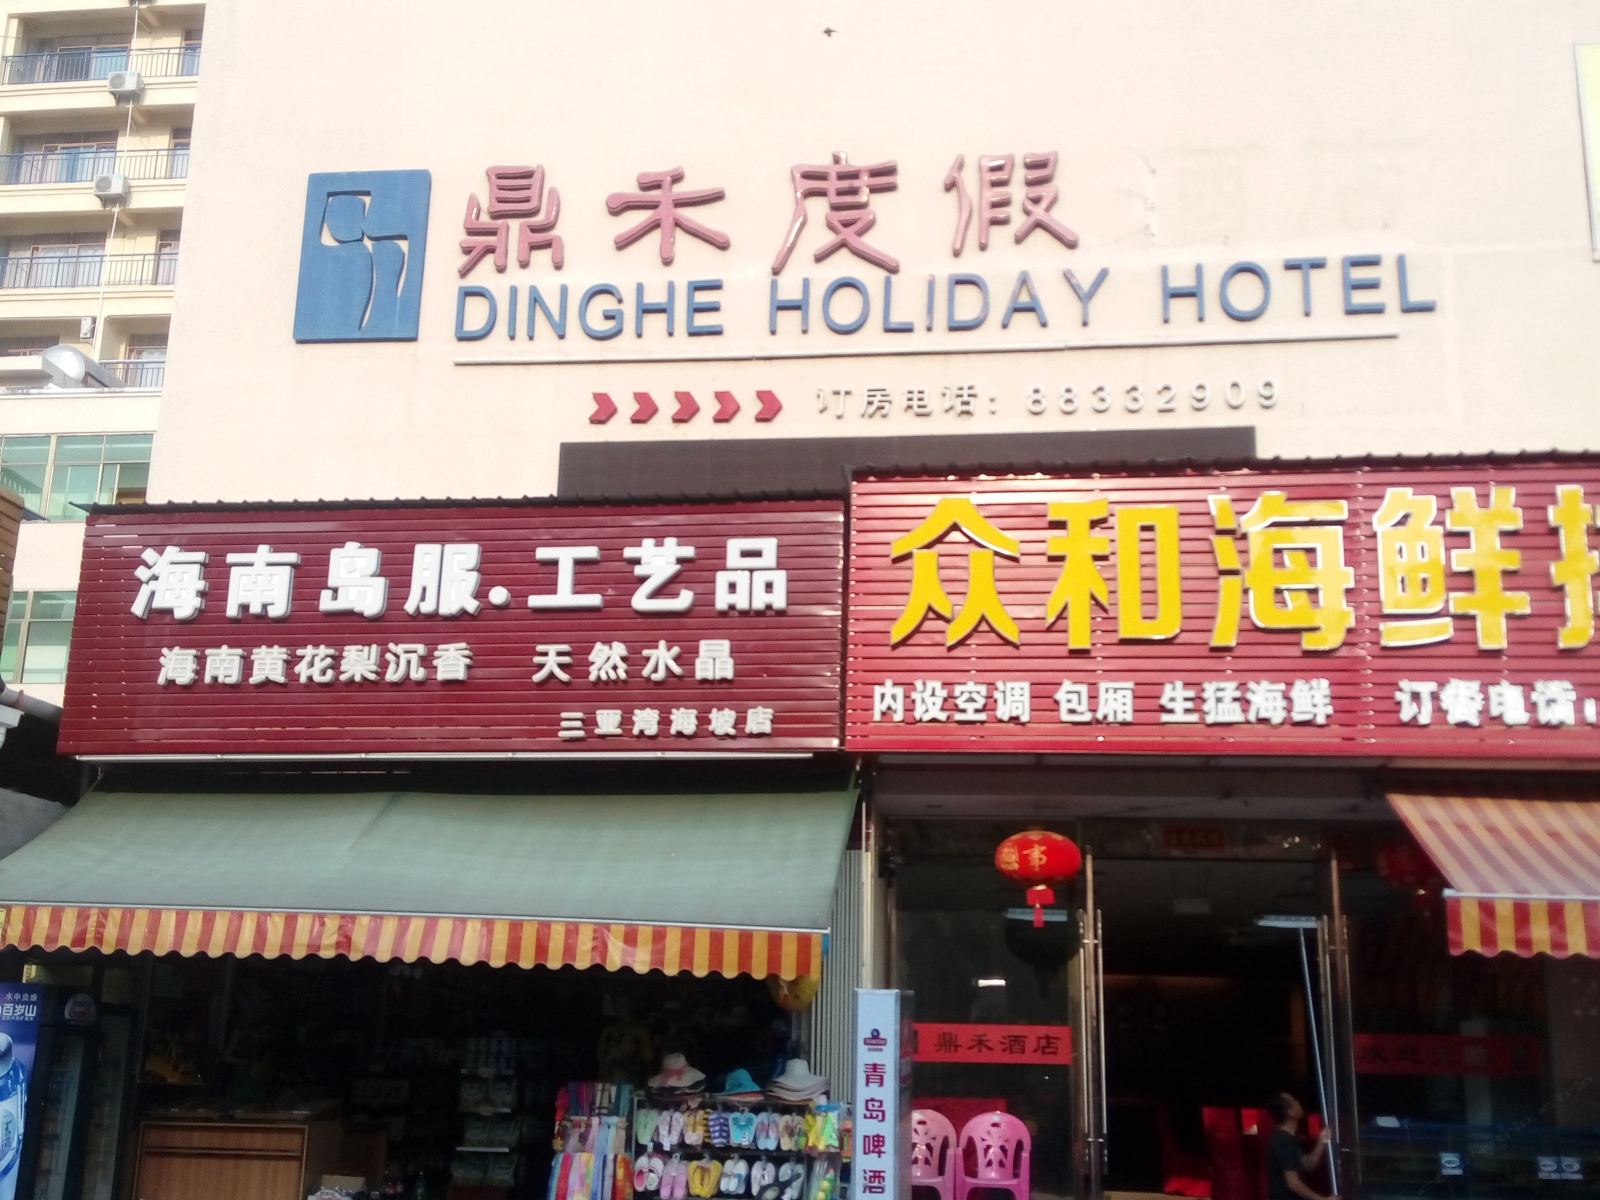 鼎禾度假
DINGHE HOLIDAY HOTEL
订房电话：88332909
海南岛服·工艺品
海南黄花梨沉香 天然水晶
三亚湾海坡店
众和海鲜
内设空调 包厢 生猛海鲜 订餐电话：
鼎禾酒店
青岛啤酒
百岁山